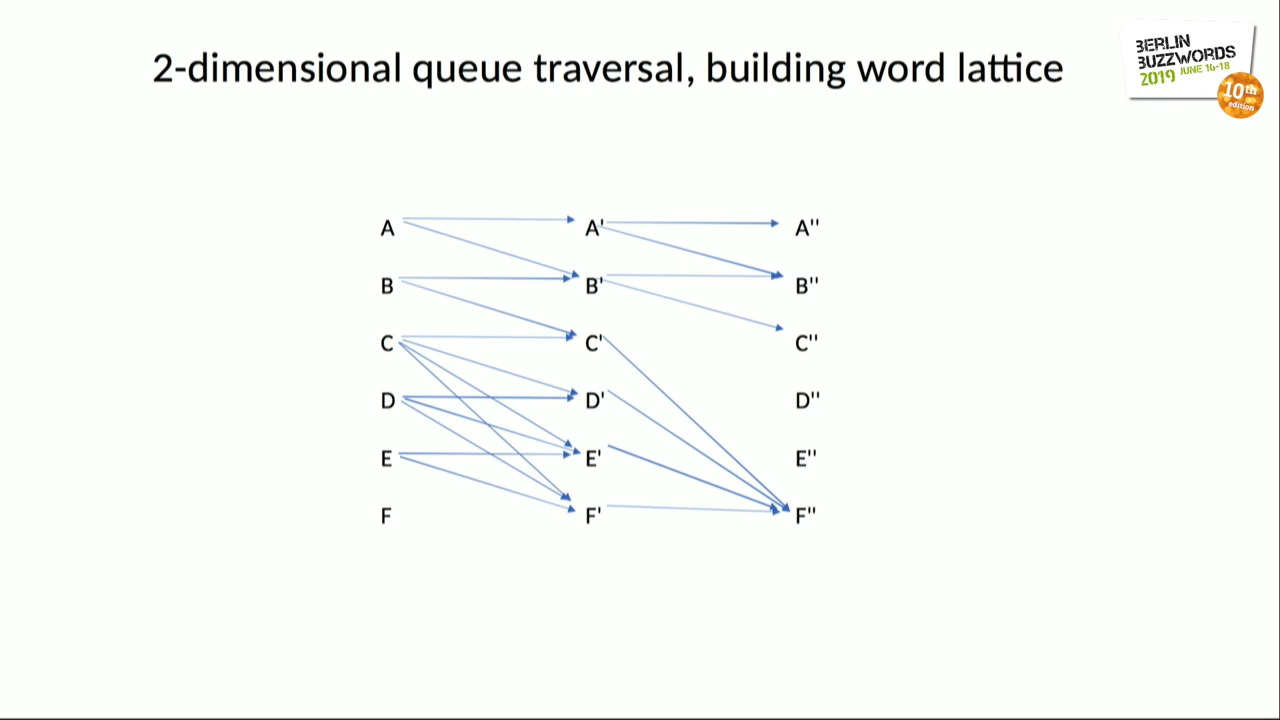 2-dimensional queue traversal, building word lattice
BERLIN
BUZZWORDS
2019 JUNE 16-18
10th
edition
A A' A"
B B' B"
C C' C"
D D' D"
E E' E"
F F' F"